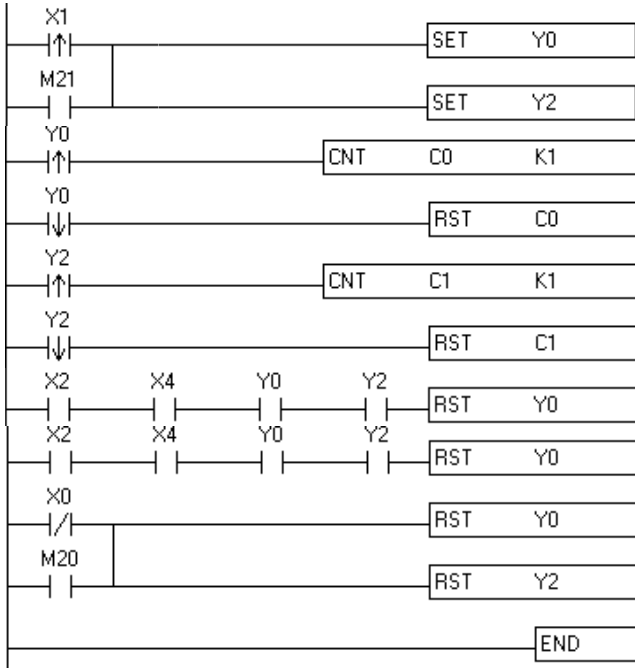 X1
SET Y0
M21
SET Y2
Y0
CNT C0 K1
Y0
RST C0
Y2
CNT C1 K1
Y2
RST C1
X2 X4 Y0 Y2
RST Y0
X2 X4 Y0 Y2
RST Y0
X0
RST Y0
M20
RST Y2
END